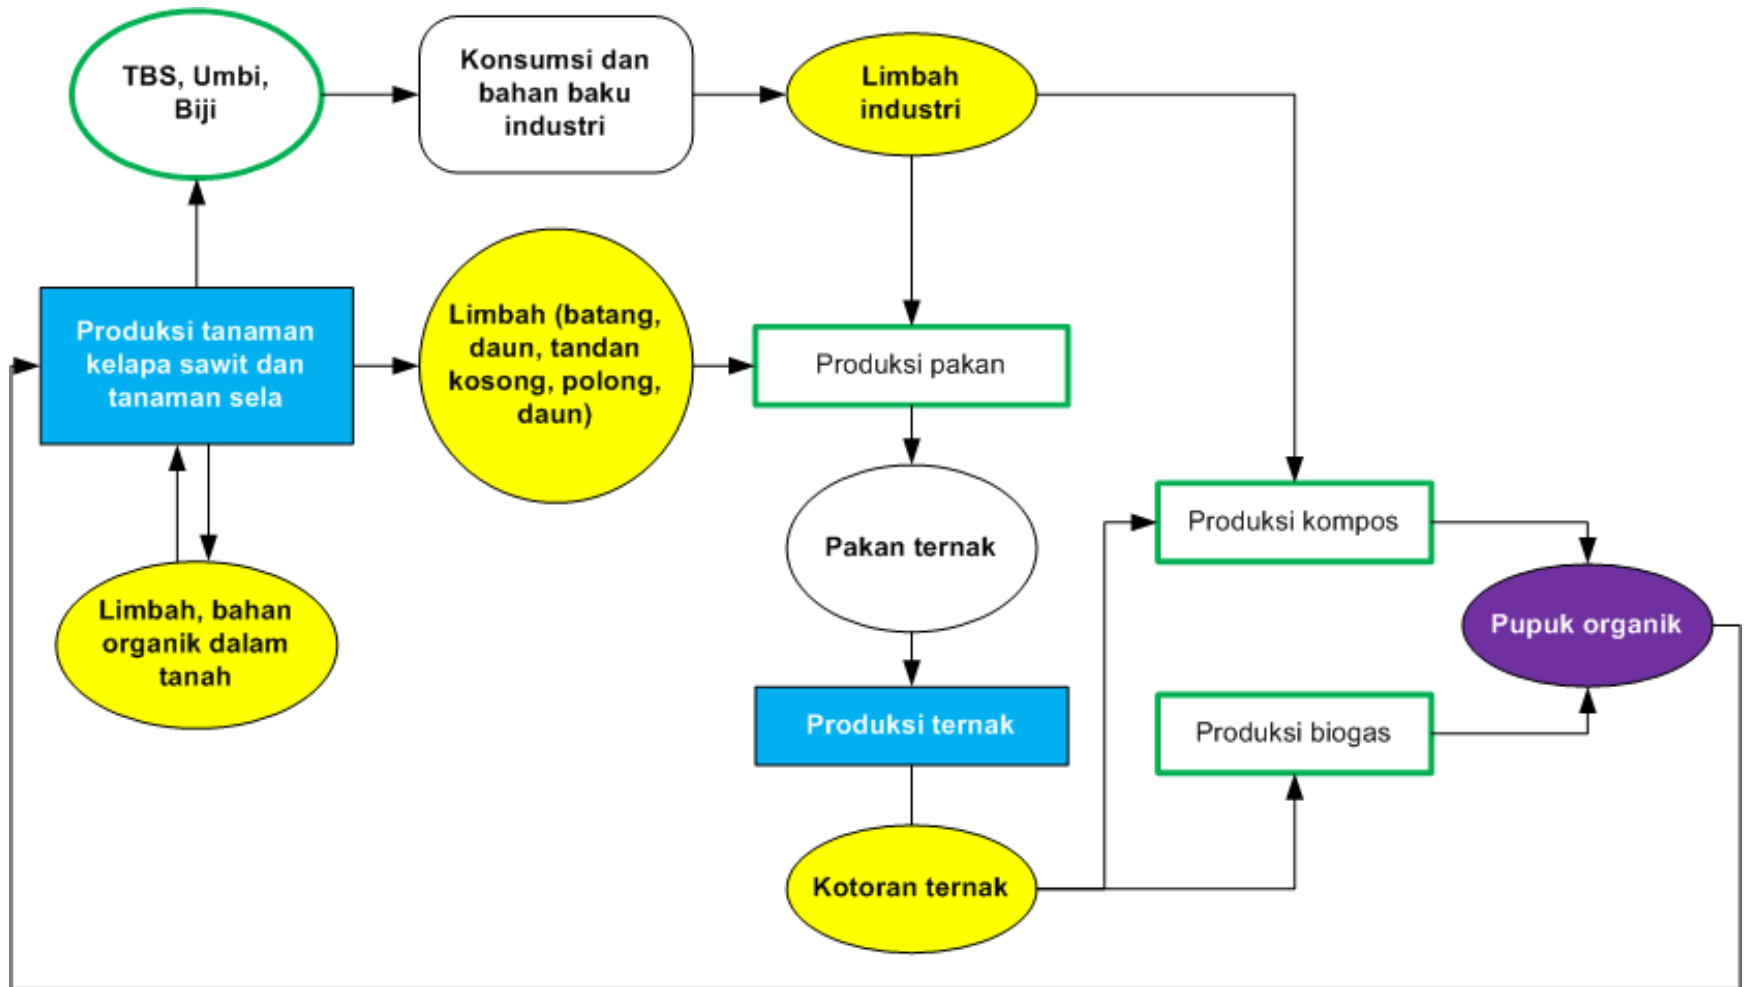 TBS, Umbi,
Biji
Konsumsi dan
bahan baku
industri
Limbah
industri
Produksi tanaman
kelapa sawit dan
tanaman sela
Limbah (batang,
daun, tandan
kosong, polong,
daun)
Produksi pakan
Pakan ternak
Produksi kompos
Limbah, bahan
organik dalam
tanah
Pupuk organik
Produksi ternak
Produksi biogas
Kotoran ternak